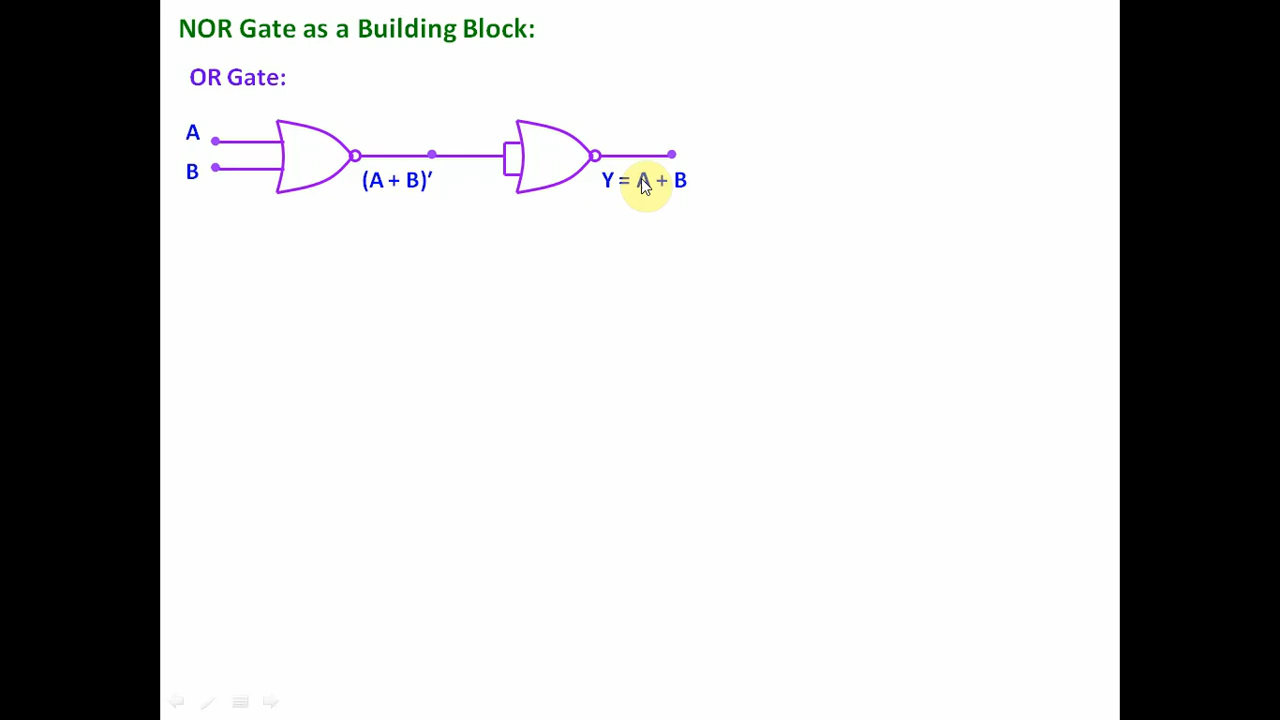 NOR Gate as a Building Block:
OR Gate:
A
B
(A + B)′
Y = A + B